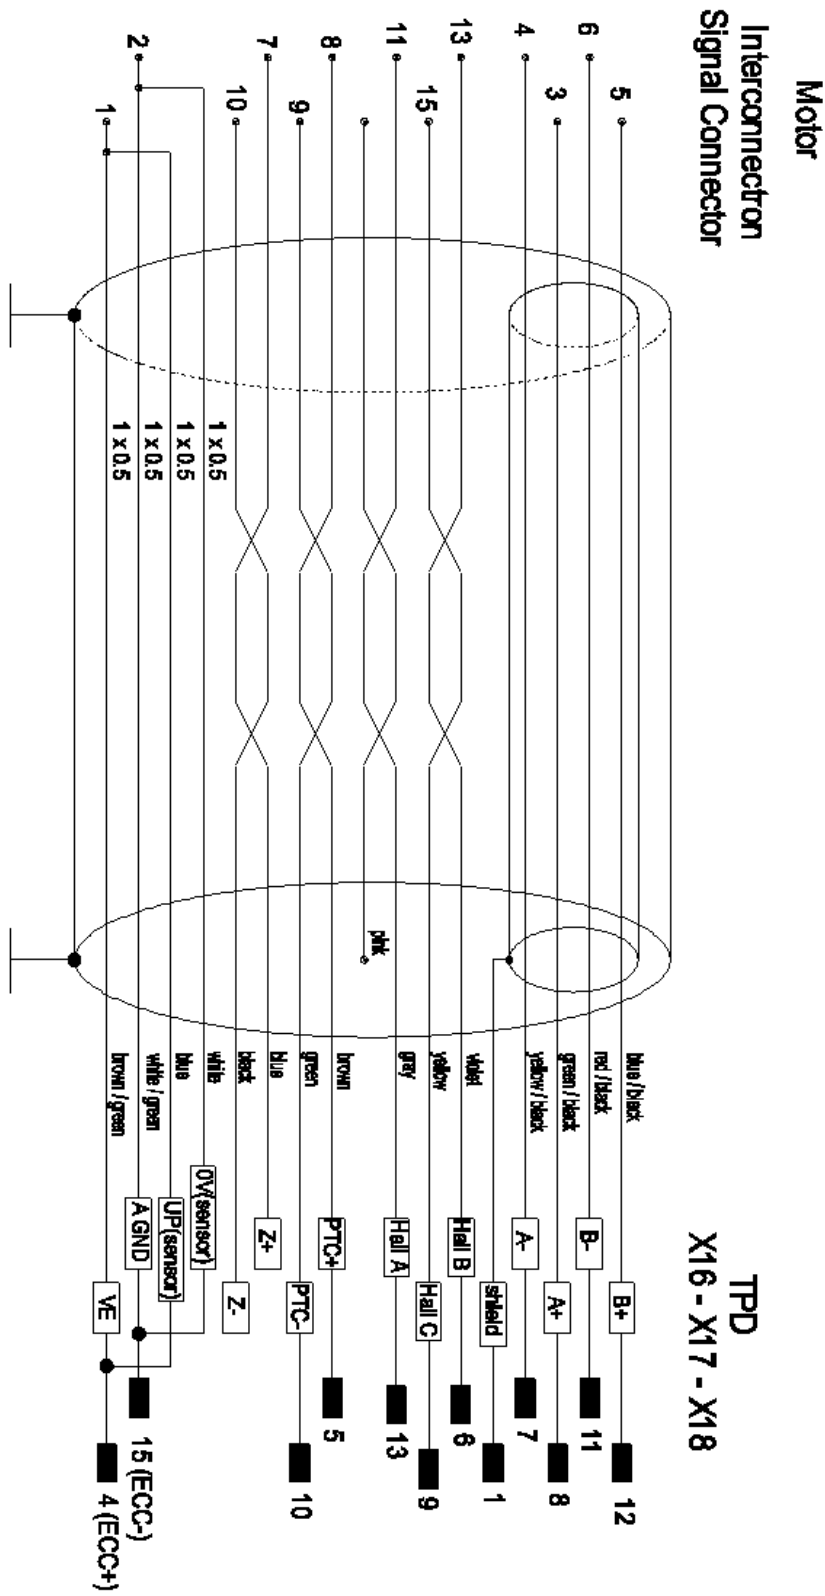 Motor
Interconnectron
Signal Connector
5
6
3
4
13
15
11
8
9
7
10
2
1
1 x 0.5
1 x 0.5
1 x 0.5
1 x 0.5
pink
blue / black
red / black
green / black
yellow / black
violet
yellow
gray
brown
green
blue
black
white
blue
white / green
brown / green
TPD
X16 - X17 - X18
B+
B-
A+
A-
shield
Hall B
Hall C
Hall A
PTC+
PTC-
Z+
Z-
0V(sensor)
UP(sensor)
A GND
VE
12
11
8
7
1
6
9
13
5
10
15 (ECC-)
4 (ECC+)